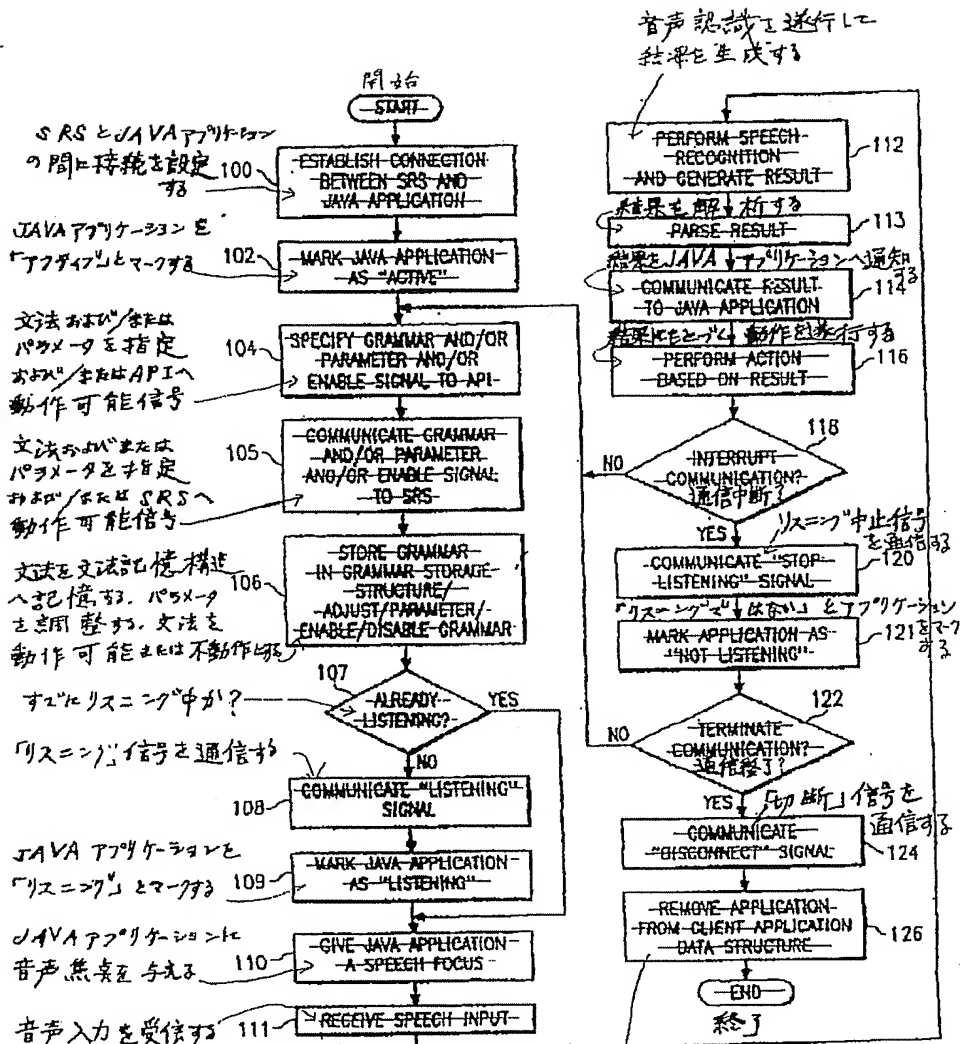 開始
START
SRSとJAVAアプリケーション
の間に接続を設定
する
100
ESTABLISH CONNECTION
BETWEEN SRS AND
JAVA APPLICATION
JAVAアプリケーションを
「アクティブ」とマークする
102
MARK JAVA APPLICATION
AS "ACTIVE"
文法および/または
パラメータを指定
および/またはAPIへ
動作可能信号
104
SPECIFY GRAMMAR AND/OR
PARAMETER AND/OR
ENABLE SIGNAL TO API
文法およびまたは
パラメータを指定
および/またはSRSへ
動作可能信号
105
COMMUNICATE GRAMMAR
AND/OR PARAMETER
AND/OR ENABLE SIGNAL
TO SRS
文法を文法記憶構造
へ記憶する、パラメータ
を調整する、文法を
動作可能または不動作とする
106
STORE GRAMMAR
IN GRAMMAR STORAGE
STRUCTURE/
ADJUST/PARAMETER/
ENABLE/DISABLE GRAMMAR
すでにリスニング中か?
107
ALREADY
LISTENING?
YES
NO
「リスニング」信号を通信する
108
COMMUNICATE "LISTENING"
SIGNAL
JAVAアプリケーションを
「リスニング」とマークする
109
MARK JAVA APPLICATION
AS "LISTENING"
JAVAアプリケーションに
音声焦点を与える
110
GIVE JAVA APPLICATION
A SPEECH FOCUS
音声入力を受信する
111
RECEIVE SPEECH INPUT
音声認識を遂行して
結果を生成する
PERFORM SPEECH
RECOGNITION
AND GENERATE RESULT
112
結果を解析する
PARSE RESULT
113
結果をJAVAアプリケーションへ通知する
COMMUNICATE RESULT
TO JAVA APPLICATION
114
結果にもとづく動作を遂行する
PERFORM ACTION
BASED ON RESULT
116
118
INTERRUPT
COMMUNICATION?
通信中断?
NO
YES
リスニング中止信号
を通信する
COMMUNICATE "STOP
LISTENING" SIGNAL
120
「リスニングではない」とアプリケーション
をマークする
MARK APPLICATION AS
"NOT LISTENING"
121
122
TERMINATE
COMMUNICATION?
通信終了?
NO
YES
「切断」信号を
通信する
COMMUNICATE
"DISCONNECT" SIGNAL
124
REMOVE APPLICATION
FROM CLIENT APPLICATION
DATA STRUCTURE
126
END
終了